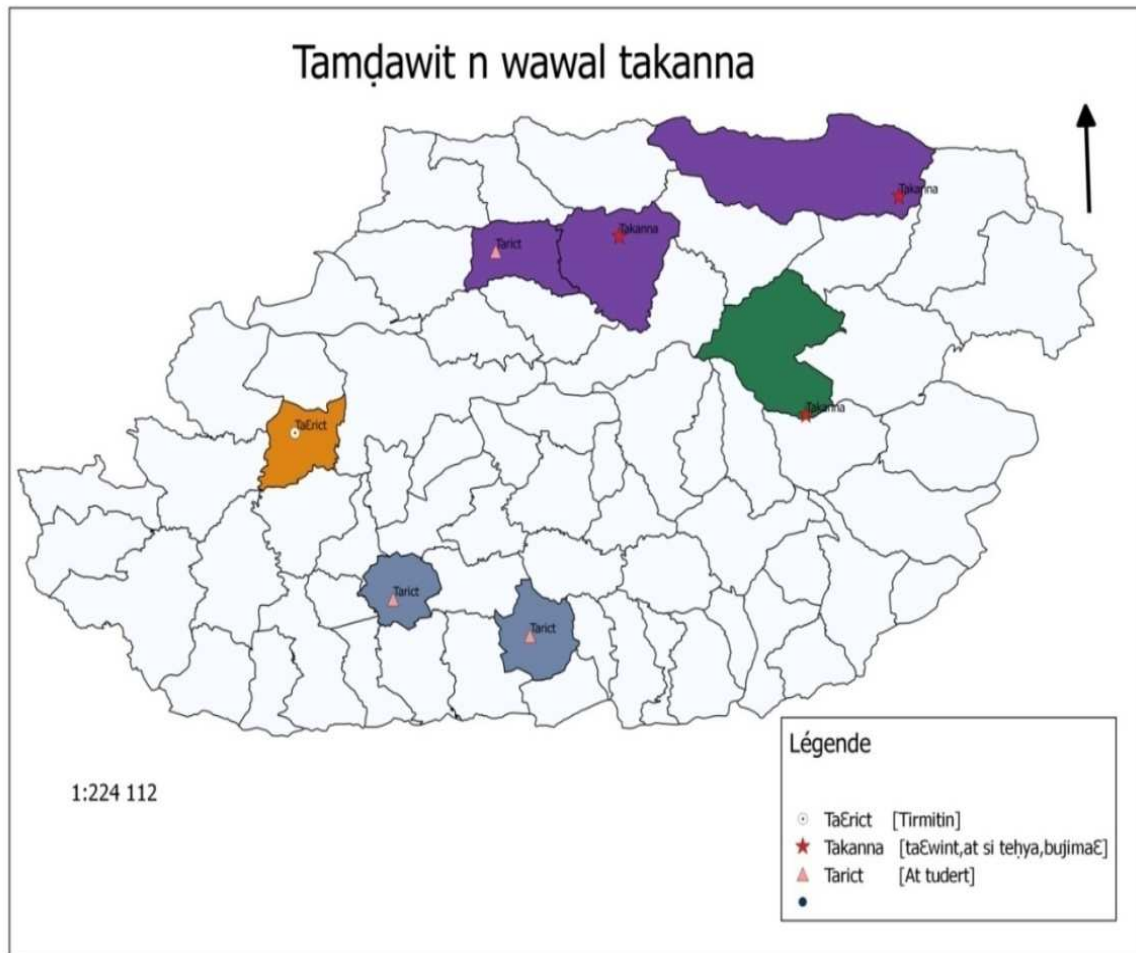 Tamḍawit n wawal takanna
Takanna
Takanna
Tarict
Takanna
TaƐrict
Tarict
Tarict
Légende
1:224 112
TaƐrict [Tirmitin]
Takanna [taƐwint,at si teḥya,bujimaƐ]
Tarict [At tudert]